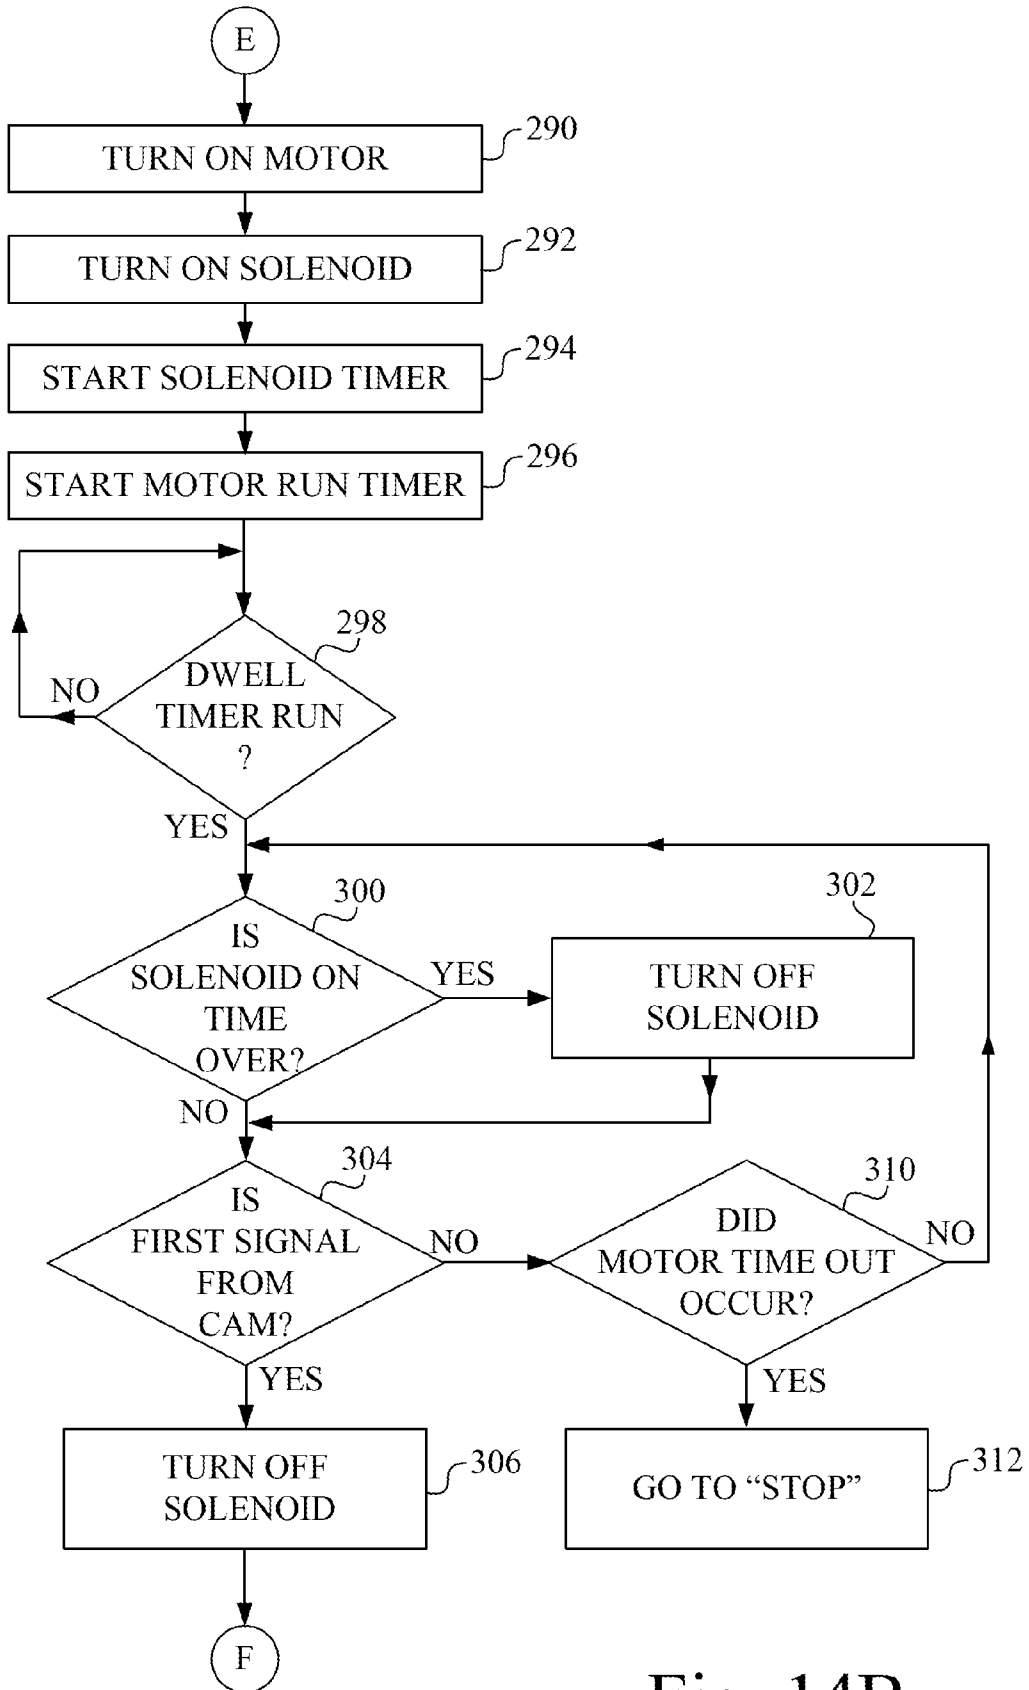 E
TURN ON MOTOR
290
TURN ON SOLENOID
292
START SOLENOID TIMER
294
START MOTOR RUN TIMER
296
298
DWELL
TIMER RUN
?
NO
YES
300
IS
SOLENOID ON
TIME
OVER?
YES
302
TURN OFF
SOLENOID
NO
304
IS
FIRST SIGNAL
FROM
CAM?
NO
310
DID
MOTOR TIME OUT
OCCUR?
NO
YES
YES
TURN OFF
SOLENOID
306
GO TO “STOP”
312
F